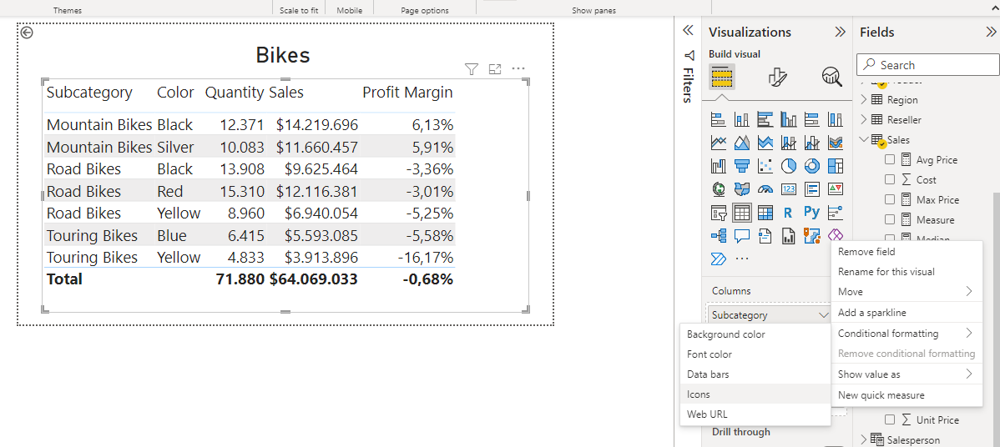 Themes
Scale to fit
Mobile
Page options
Show panes
Bikes
Subcategory Color Quantity Sales Profit Margin
Mountain Bikes Black 12.371 $14.219.696 6,13%
Mountain Bikes Silver 10.083 $11.660.457 5,91%
Road Bikes Black 13.908 $9.625.464 -3,36%
Road Bikes Red 15.310 $12.116.381 -3,01%
Road Bikes Yellow 8.960 $6.940.054 -5,25%
Touring Bikes Blue 6.415 $5.593.085 -5,58%
Touring Bikes Yellow 4.833 $3.913.896 -16,17%
Total 71.880 $64.069.033 -0,68%
Filters
Visualizations
Build visual
123
R
Py
Columns
Subcategory
Background color
Font color
Data bars
Icons
Web URL
Drill through
Remove field
Rename for this visual
Move
Add a sparkline
Conditional formatting
Remove conditional formatting
Show value as
New quick measure
Fields
Search
Region
Reseller
Sales
Avg Price
Cost
Max Price
Measure
Median
Unit Price
Salesperson